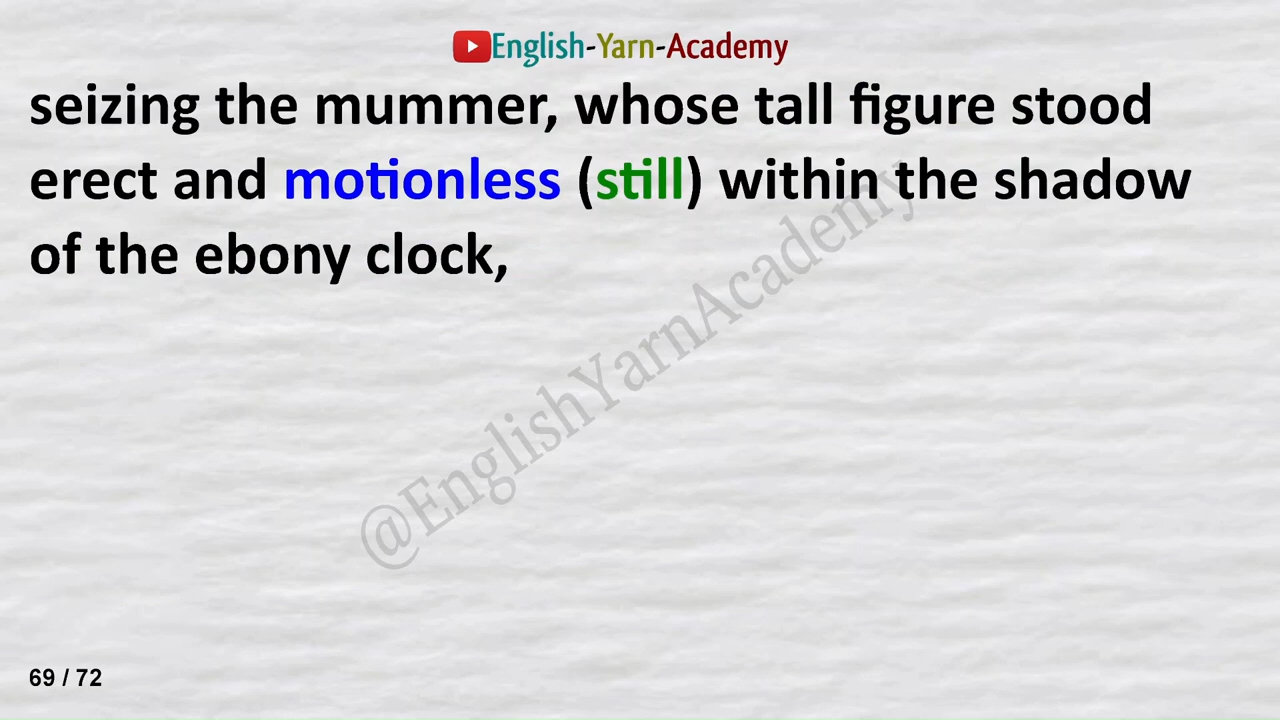 English-Yarn-Academy
seizing the mummer, whose tall figure stood
erect and motionless (still) within the shadow
of the ebony clock,
@EnglishYarnAcademy
69 / 72